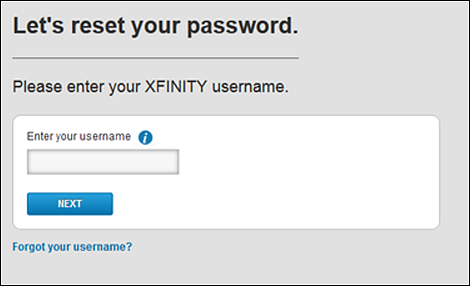 Let's reset your password.
Please enter your XFINITY username.
Enter your username i
NEXT
Forgot your username?